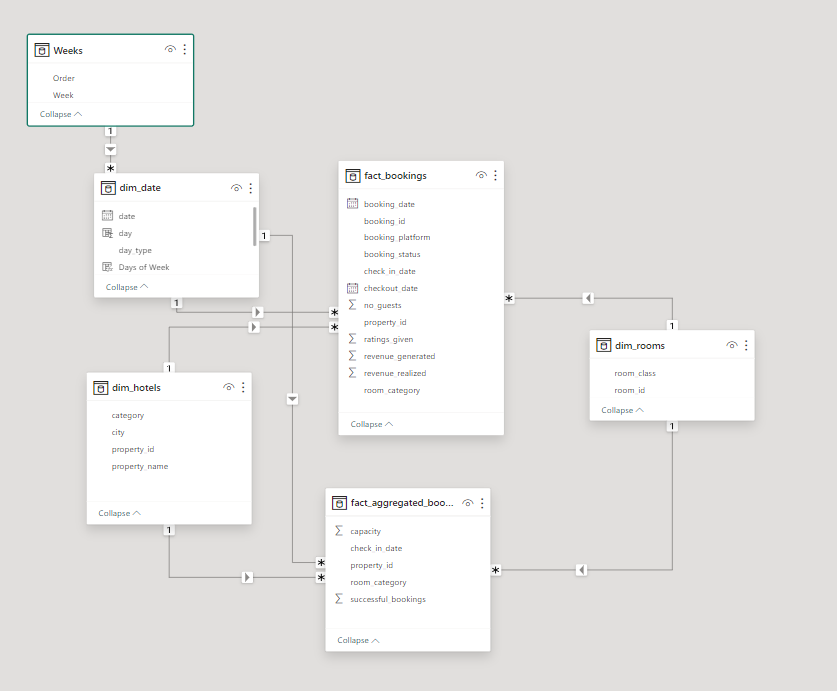 Weeks
Order
Week
Collapse
1
*
dim_date
date
day
day_type
Days of Week
Collapse
1
1
fact_bookings
booking_date
booking_id
booking_platform
booking_status
check_in_date
checkout_date
no_guests
property_id
ratings_given
revenue_generated
revenue_realized
room_category
Collapse
*
*
*
1
dim_rooms
room_class
room_id
Collapse
1
1
dim_hotels
category
city
property_id
property_name
Collapse
1
fact_aggregated_boo...
capacity
check_in_date
property_id
room_category
successful_bookings
Collapse
*
*
*